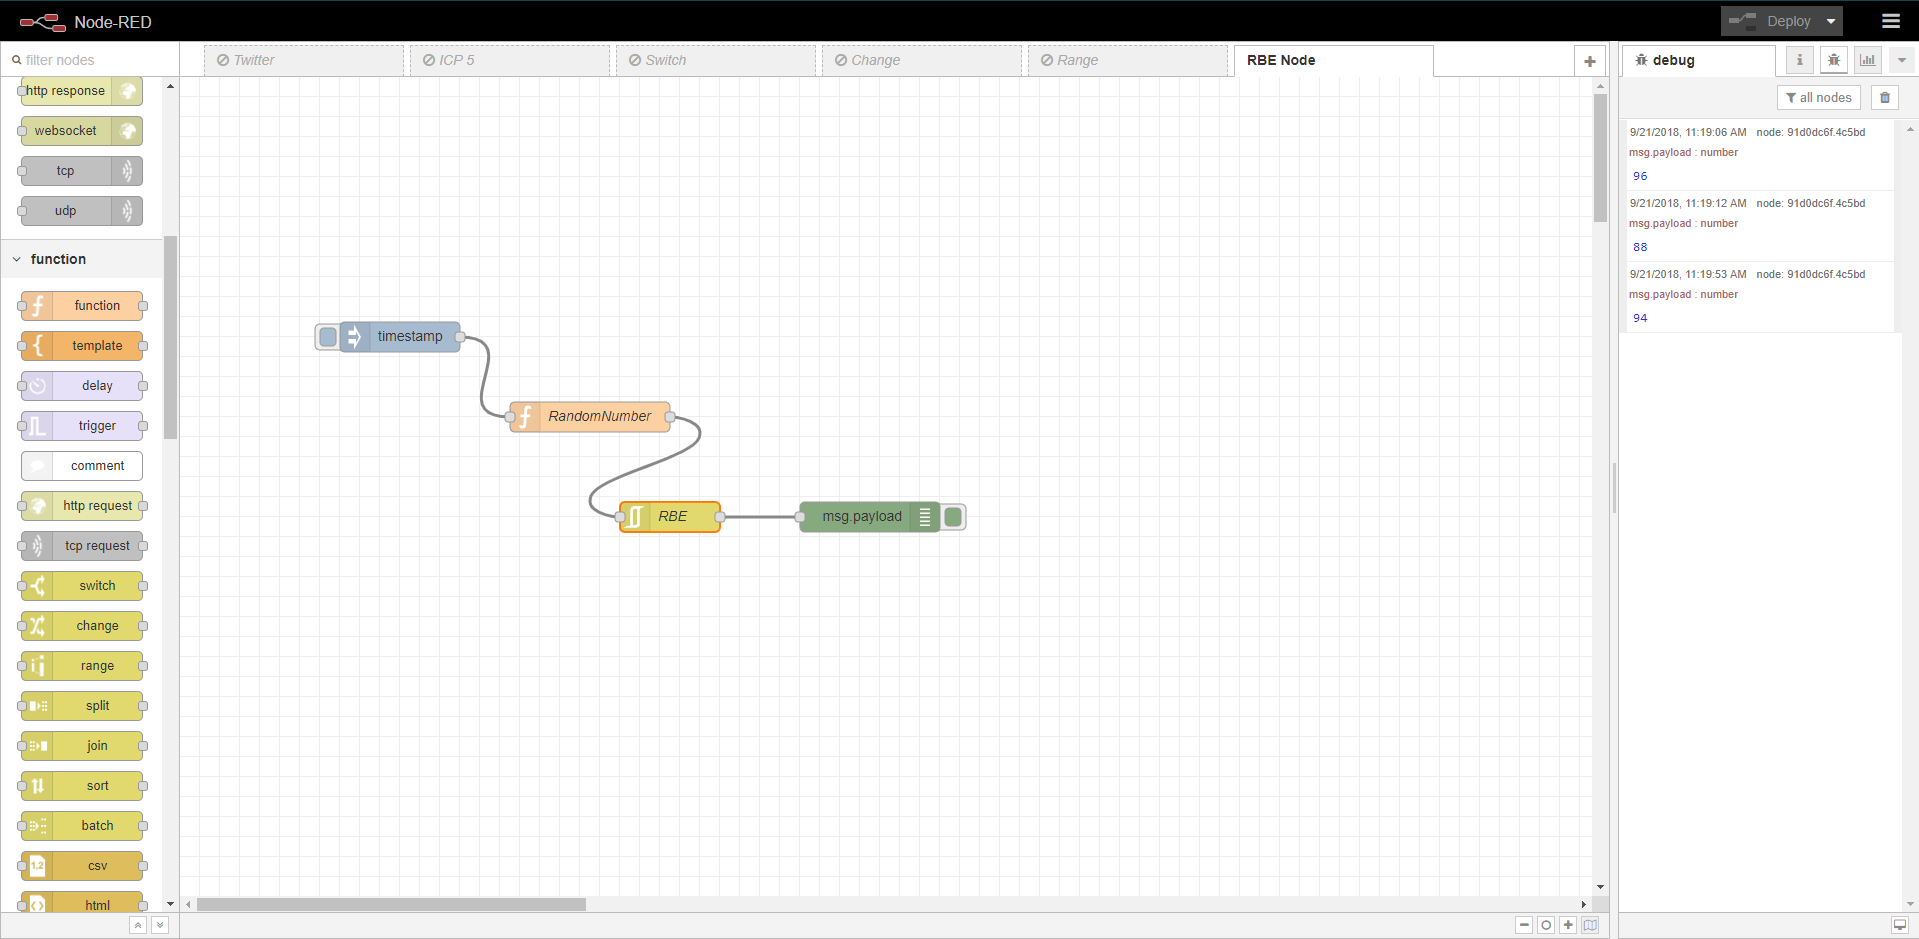 Node-RED
Deploy
filter nodes
Twitter
ICP 5
Switch
Change
Range
RBE Node
debug
all nodes
http response
websocket
tcp
udp
function
function
template
delay
trigger
comment
http request
tcp request
switch
change
range
split
join
sort
batch
csv
html
timestamp
RandomNumber
RBE
msg.payload
9/21/2018, 11:19:06 AM node: 91d0dc6f.4c5bd
msg.payload : number
96
9/21/2018, 11:19:12 AM node: 91d0dc6f.4c5bd
msg.payload : number
88
9/21/2018, 11:19:53 AM node: 91d0dc6f.4c5bd
msg.payload : number
94